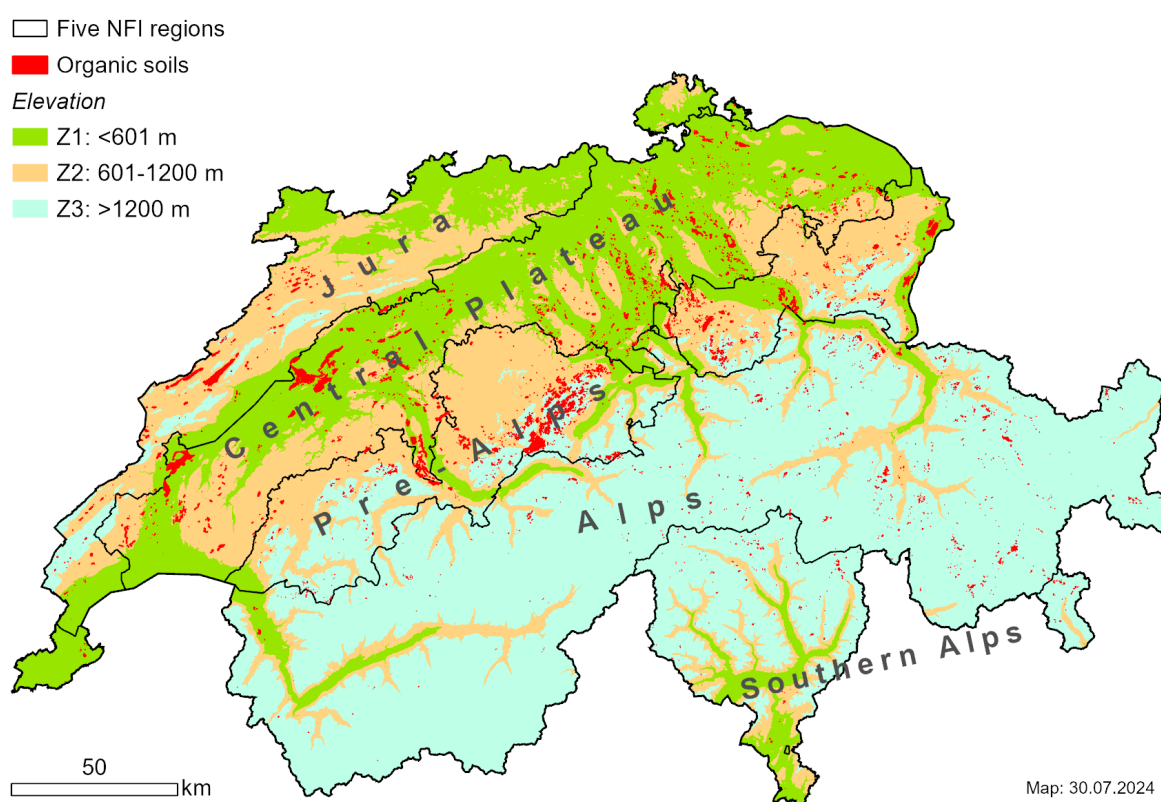 Five NFI regions
Organic soils
Elevation
Z1: <601 m
Z2: 601-1200 m
Z3: >1200 m
Jura
Central Plateau
Pre-Alps
Alps
Southern Alps
50
km
Map: 30.07.2024